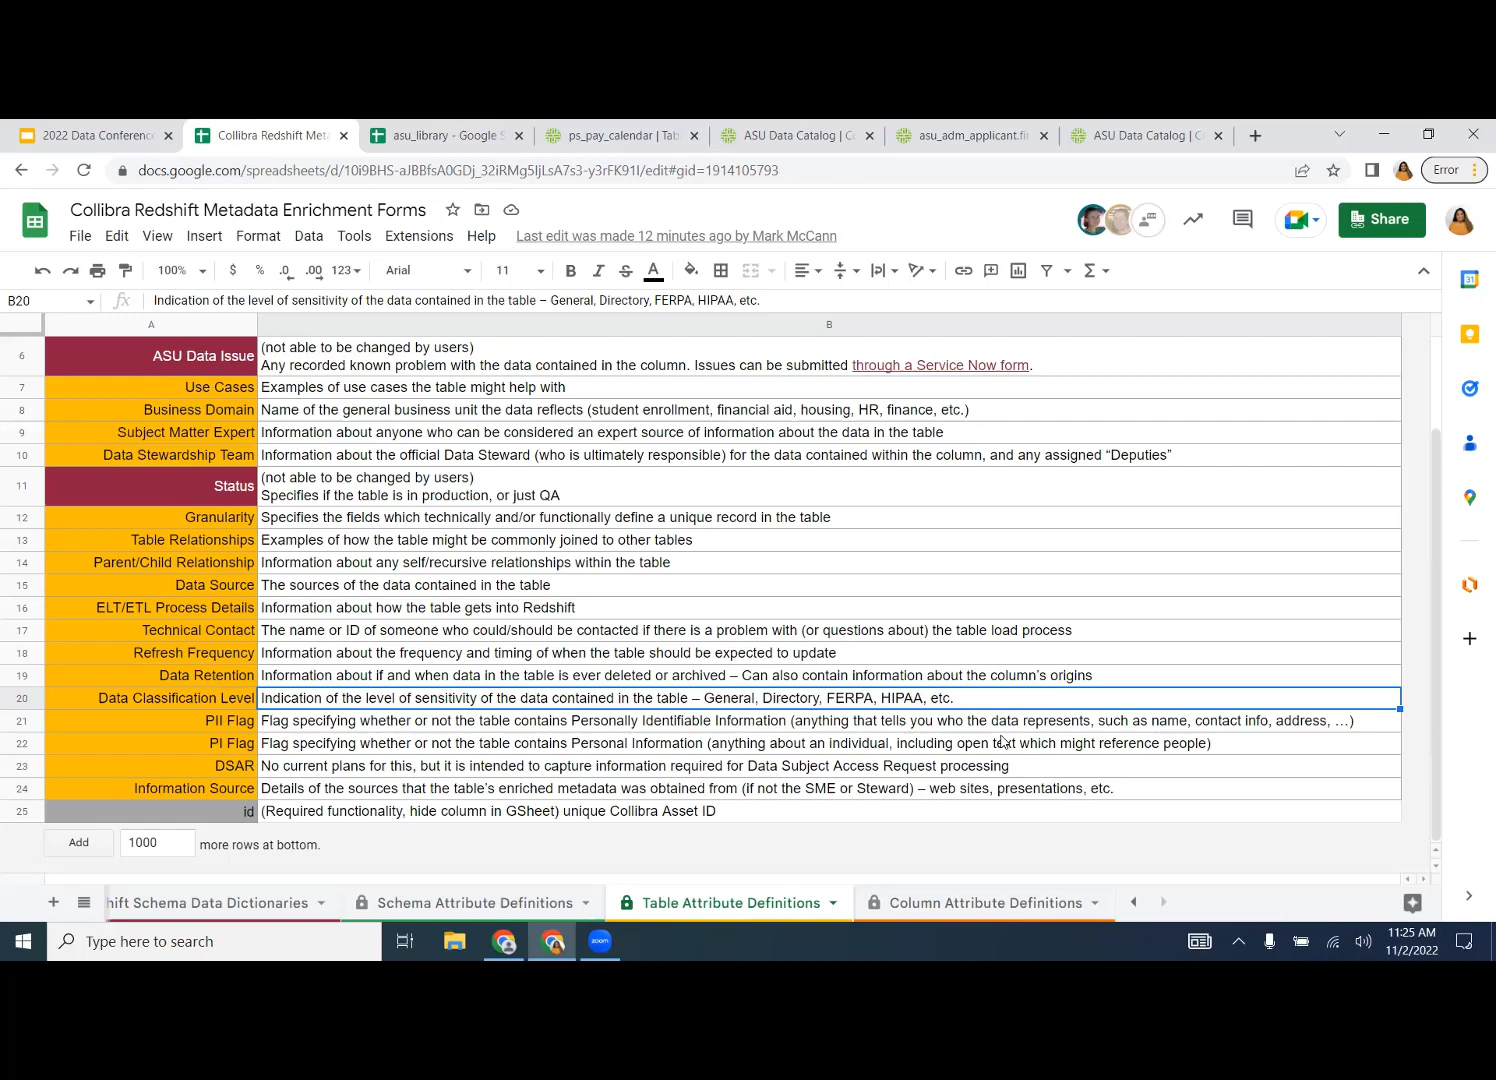 2022 Data Conference
Collibra Redshift Met
asu_library - Google S
ps_pay_calendar | Tab
ASU Data Catalog | C
asu_adm_applicant.fi
ASU Data Catalog | C
docs.google.com/spreadsheets/d/10i9BHS-aJBBfsA0GDj_32iRMg5IjLsA7s3-y3rFK91I/edit#gid=1914105793
Error
Collibra Redshift Metadata Enrichment Forms
File Edit View Insert Format Data Tools Extensions Help Last edit was made 12 minutes ago by Mark McCann
Share
100% $ % .0 .00 123 Arial 11 B I S A
B20 fx Indication of the level of sensitivity of the data contained in the table – General, Directory, FERPA, HIPAA, etc.
A B
6 ASU Data Issue (not able to be changed by users)
Any recorded known problem with the data contained in the column. Issues can be submitted through a Service Now form.
7 Use Cases Examples of use cases the table might help with
8 Business Domain Name of the general business unit the data reflects (student enrollment, financial aid, housing, HR, finance, etc.)
9 Subject Matter Expert Information about anyone who can be considered an expert source of information about the data in the table
10 Data Stewardship Team Information about the official Data Steward (who is ultimately responsible) for the data contained within the column, and any assigned “Deputies”
11 Status (not able to be changed by users)
Specifies if the table is in production, or just QA
12 Granularity Specifies the fields which technically and/or functionally define a unique record in the table
13 Table Relationships Examples of how the table might be commonly joined to other tables
14 Parent/Child Relationship Information about any self/recursive relationships within the table
15 Data Source The sources of the data contained in the table
16 ELT/ETL Process Details Information about how the table gets into Redshift
17 Technical Contact The name or ID of someone who could/should be contacted if there is a problem with (or questions about) the table load process
18 Refresh Frequency Information about the frequency and timing of when the table should be expected to update
19 Data Retention Information about if and when data in the table is ever deleted or archived – Can also contain information about the column’s origins
20 Data Classification Level Indication of the level of sensitivity of the data contained in the table – General, Directory, FERPA, HIPAA, etc.
21 PII Flag Flag specifying whether or not the table contains Personally Identifiable Information (anything that tells you who the data represents, such as name, contact info, address, …)
22 PI Flag Flag specifying whether or not the table contains Personal Information (anything about an individual, including open text which might reference people)
23 DSAR No current plans for this, but it is intended to capture information required for Data Subject Access Request processing
24 Information Source Details of the sources that the table’s enriched metadata was obtained from (if not the SME or Steward) – web sites, presentations, etc.
25 id (Required functionality, hide column in GSheet) unique Collibra Asset ID
Add 1000 more rows at bottom.
hift Schema Data Dictionaries Schema Attribute Definitions Table Attribute Definitions Column Attribute Definitions
Type here to search
zoom
11:25 AM
11/2/2022